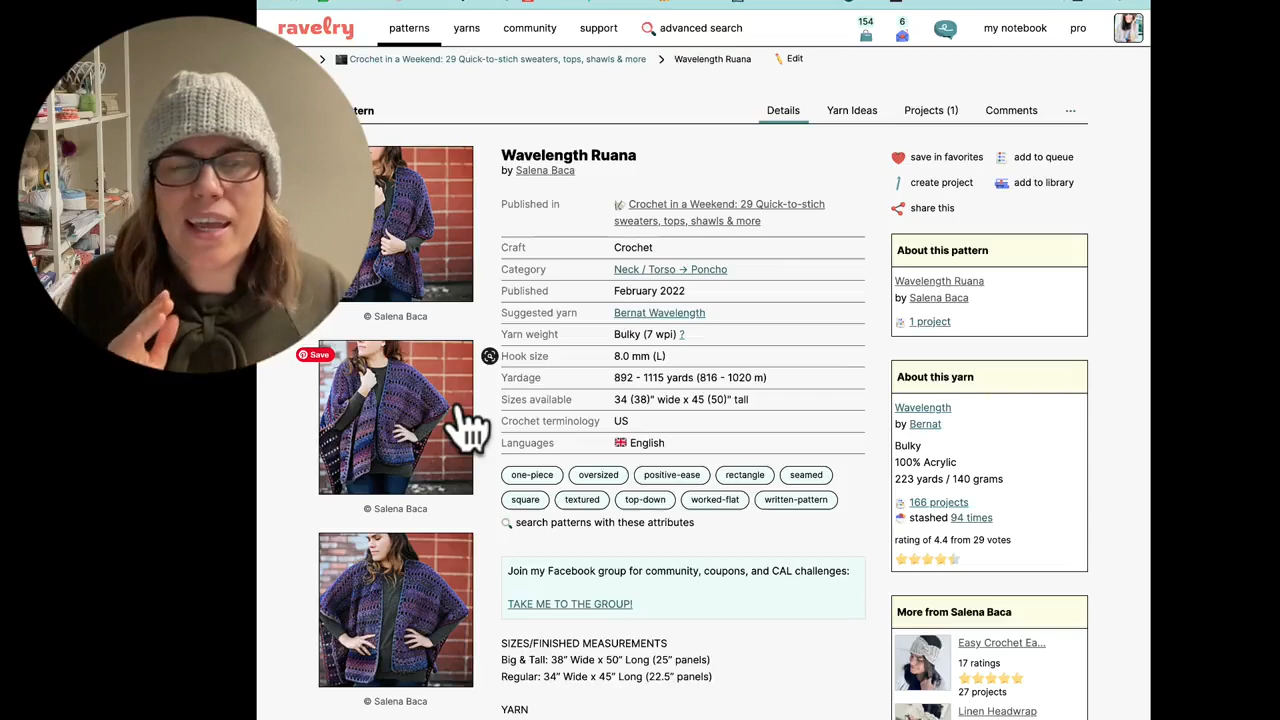 ravelry
patterns
yarns
community
support
advanced search
154
6
my notebook
pro
Crochet in a Weekend: 29 Quick-to-stich sweaters, tops, shawls & more
Wavelength Ruana
Edit
ttern
Details
Yarn Ideas
Projects (1)
Comments
...
Wavelength Ruana
by Salena Baca
Published in
Crochet in a Weekend: 29 Quick-to-stich
sweaters, tops, shawls & more
Craft
Crochet
Category
Neck / Torso → Poncho
Published
February 2022
Suggested yarn
Bernat Wavelength
Yarn weight
Bulky (7 wpi) ?
Hook size
8.0 mm (L)
Yardage
892 - 1115 yards (816 - 1020 m)
Sizes available
34 (38)" wide x 45 (50)" tall
Crochet terminology
US
Languages
English
one-piece
oversized
positive-ease
rectangle
seamed
square
textured
top-down
worked-flat
written-pattern
search patterns with these attributes
Join my Facebook group for community, coupons, and CAL challenges:
TAKE ME TO THE GROUP!
SIZES/FINISHED MEASUREMENTS
Big & Tall: 38” Wide x 50” Long (25” panels)
Regular: 34” Wide x 45” Long (22.5” panels)
YARN
© Salena Baca
Save
© Salena Baca
© Salena Baca
save in favorites
add to queue
create project
add to library
share this
About this pattern
Wavelength Ruana
by Salena Baca
1 project
About this yarn
Wavelength
by Bernat
Bulky
100% Acrylic
223 yards / 140 grams
166 projects
stashed 94 times
rating of 4.4 from 29 votes
More from Salena Baca
Easy Crochet Ea...
17 ratings
27 projects
Linen Headwrap